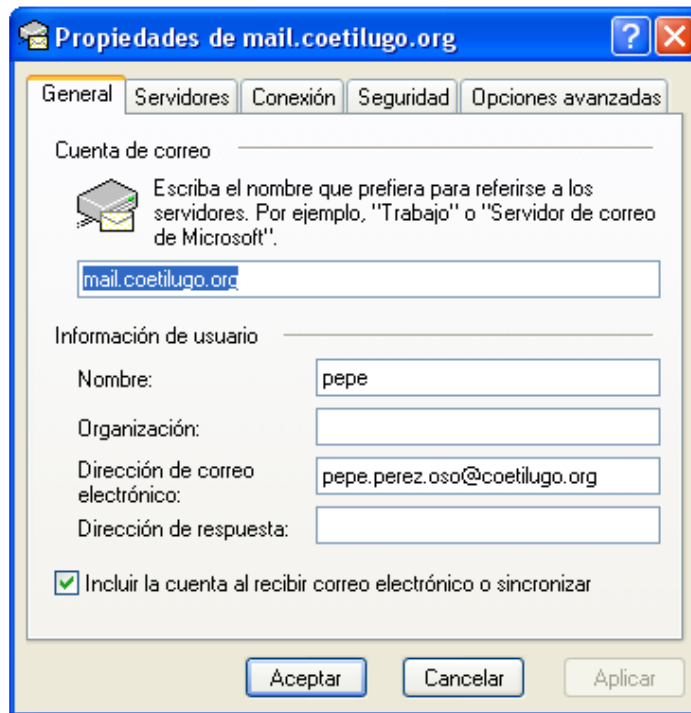 Propiedades de mail.coetilugo.org
General Servidores Conexión Seguridad Opciones avanzadas
Cuenta de correo
Escriba el nombre que prefiera para referirse a los
servidores. Por ejemplo, "Trabajo" o "Servidor de correo
de Microsoft".
mail.coetilugo.org
Información de usuario
Nombre: pepe
Organización:
Dirección de correo
electrónico: pepe.perez.oso@coetilugo.org
Dirección de respuesta:
Incluir la cuenta al recibir correo electrónico o sincronizar
Aceptar Cancelar Aplicar